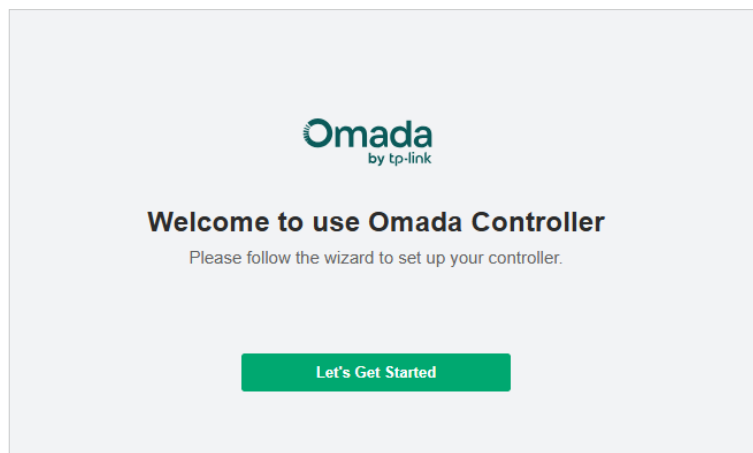 Omada
by tp-link
Welcome to use Omada Controller
Please follow the wizard to set up your controller.
Let's Get Started